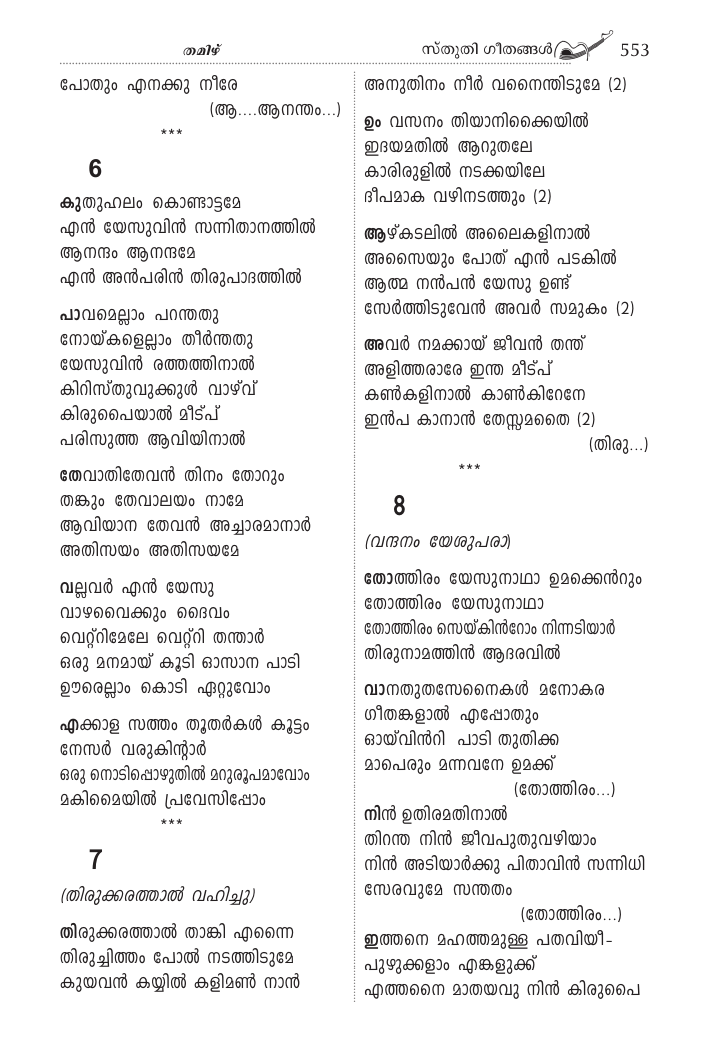 തമിഴ്
സ്തുതി ഗീതങ്ങൾ
553
പോതും എനക്കു നീരേ
(ആ....ആനന്തം...)
***
6
കുതുഹലം കൊണ്ടാട്ടമേ
എൻ യേസുവിൻ സന്നിതാനത്തിൽ
ആനന്ദം ആനന്ദമേ
എൻ അൻപരിൻ തിരുപാദത്തിൽ
പാവമെല്ലാം പറന്തതു
നോയ്കളെല്ലാം തീർന്തതു
യേസുവിൻ രത്തത്തിനാൽ
കിറിസ്തുവുക്കുൾ വാഴ്വ്
കിരുപൈയാൽ മീട്പ്
പരിസുത്ത ആവിയിനാൽ
തേവാതിതേവൻ തിനം തോറും
തങ്കും തേവാലയം നാമേ
ആവിയാന തേവൻ അച്ചാരമാനാർ
അതിസയം അതിസയമേ
വല്ലവർ എൻ യേസു
വാഴവൈക്കും ദൈവം
വെറ്റ്റിമേലേ വെറ്റ്റി തന്താർ
ഒരു മനമായ് കൂടി ഓസാന പാടി
ഊരെല്ലാം കൊടി ഏറ്റുവോം
എക്കാള സത്തം തൂതർകൾ കൂട്ടം
നേസർ വരുകിന്റാർ
ഒരു നൊടിപ്പൊഴുതിൽ മറുരൂപമാവോം
മകിമൈയിൽ പ്രവേസിപ്പോം
***
7
(തിരുക്കരത്താൽ വഹിച്ചു)
തിരുക്കരത്താൽ താങ്കി എന്നൈ
തിരുച്ചിത്തം പോൽ നടത്തിടുമേ
കുയവൻ കയ്യിൽ കളിമൺ നാൻ
അനുതിനം നീർ വനൈന്തിടുമേ (2)
ഉം വസനം തിയാനിക്കൈയിൽ
ഇദയമതിൽ ആറുതലേ
കാരിരുളിൽ നടക്കയിലേ
ദീപമാക വഴിനടത്തും (2)
ആഴ്കടലിൽ അലൈകളിനാൽ
അസൈയും പോത് എൻ പടകിൽ
ആത്മ നൻപൻ യേസു ഉണ്ട്
സേർത്തിടുവേൻ അവർ സമുകം (2)
അവർ നമക്കായ് ജീവൻ തന്ത്
അളിത്തരാരേ ഇന്ത മീട്പ്
കൺകളിനാൽ കാൺകിറേനേ
ഇൻപ കാനാൻ തേസ്സമതൈ (2)
(തിരു...)
***
8
(വന്ദനം യേശുപരാ)
തോത്തിരം യേസുനാഥാ ഉമക്കെൻറും
തോത്തിരം യേസുനാഥാ
തോത്തിരം സെയ്കിൻറോം നിന്നടിയാർ
തിരുനാമത്തിൻ ആദരവിൽ
വാനതുതസേനൈകൾ മനോകര
ഗീതങ്കളാൽ എപ്പോതും
ഓയ്വിൻറി പാടി തുതിക്ക
മാപെരും മന്നവനേ ഉമക്ക്
(തോത്തിരം...)
നിൻ ഉതിരമതിനാൽ
തിറന്ത നിൻ ജീവപുതുവഴിയാം
നിൻ അടിയാർക്കു പിതാവിൻ സന്നിധി
സേരവുമേ സന്തതം
(തോത്തിരം...)
ഇത്തനെ മഹത്തമുള്ള പതവിയീ-
പുഴുക്കളാം എങ്കളുക്ക്
എത്തനൈ മാതയവു നിൻ കിരുപൈ